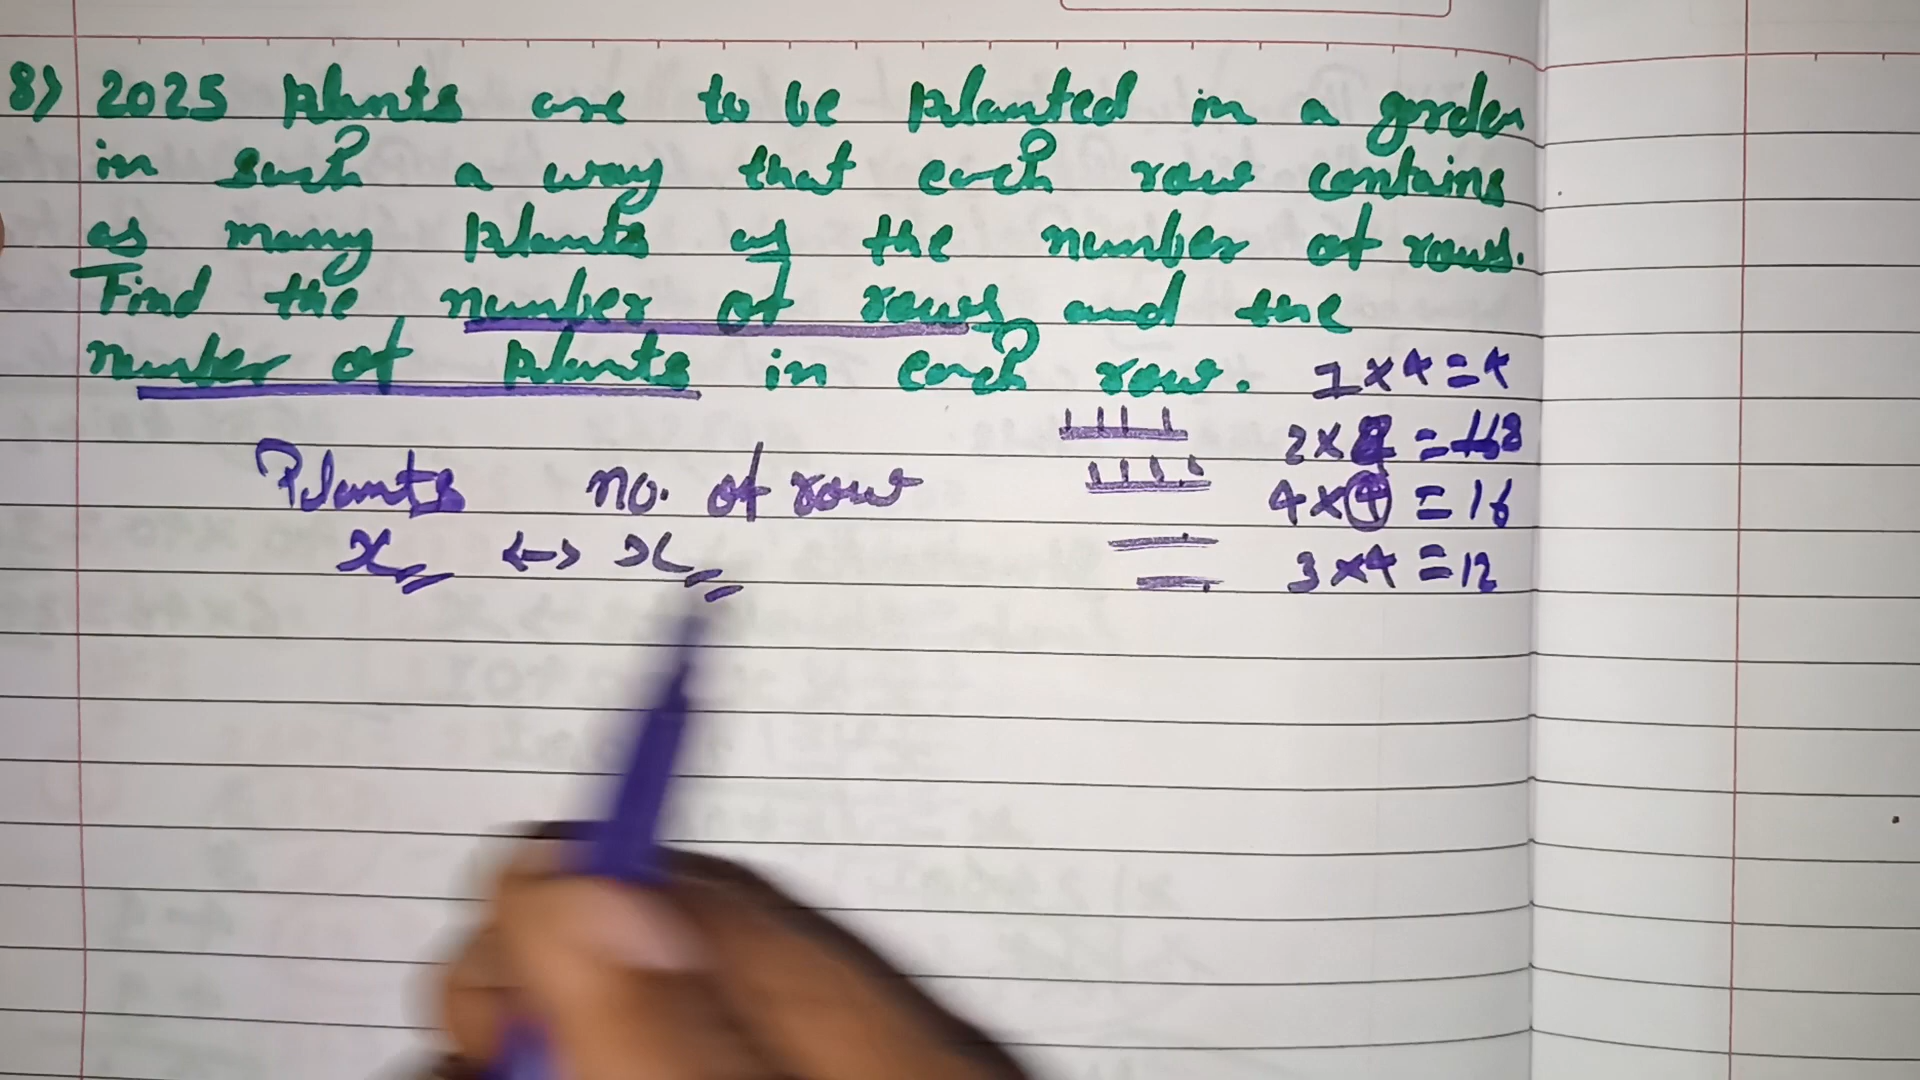 8) 2025 plants are to be planted in a garden
in such a way that each row contains
as many plants as the number of rows.
Find the number of rows and the
number of plants in each row.
1 x 4 = 4
2 x 4 = 8
Plants no. of row
4 x 4 = 16
x ↔ x
3 x 4 = 12